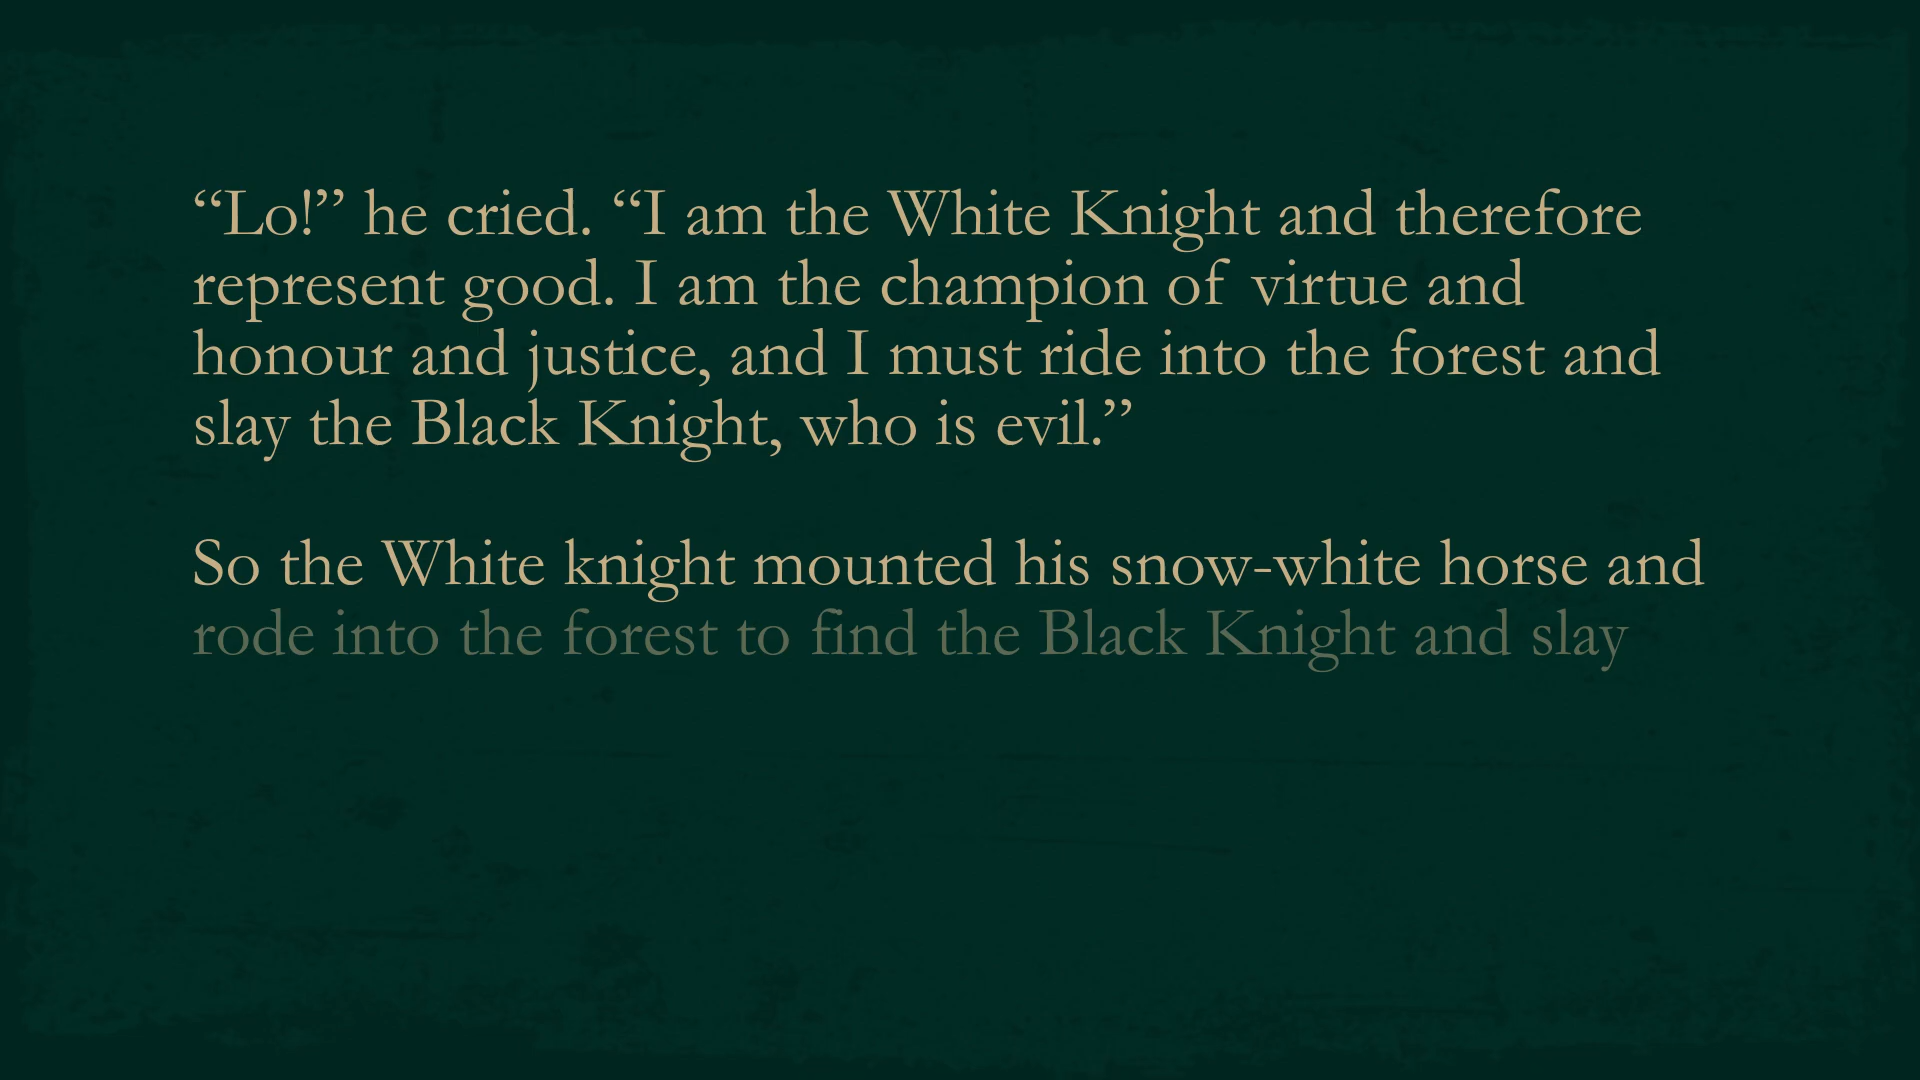 “Lo!” he cried. “I am the White Knight and therefore
represent good. I am the champion of virtue and
honour and justice, and I must ride into the forest and
slay the Black Knight, who is evil.”
So the White knight mounted his snow-white horse and
rode into the forest to find the Black Knight and slay